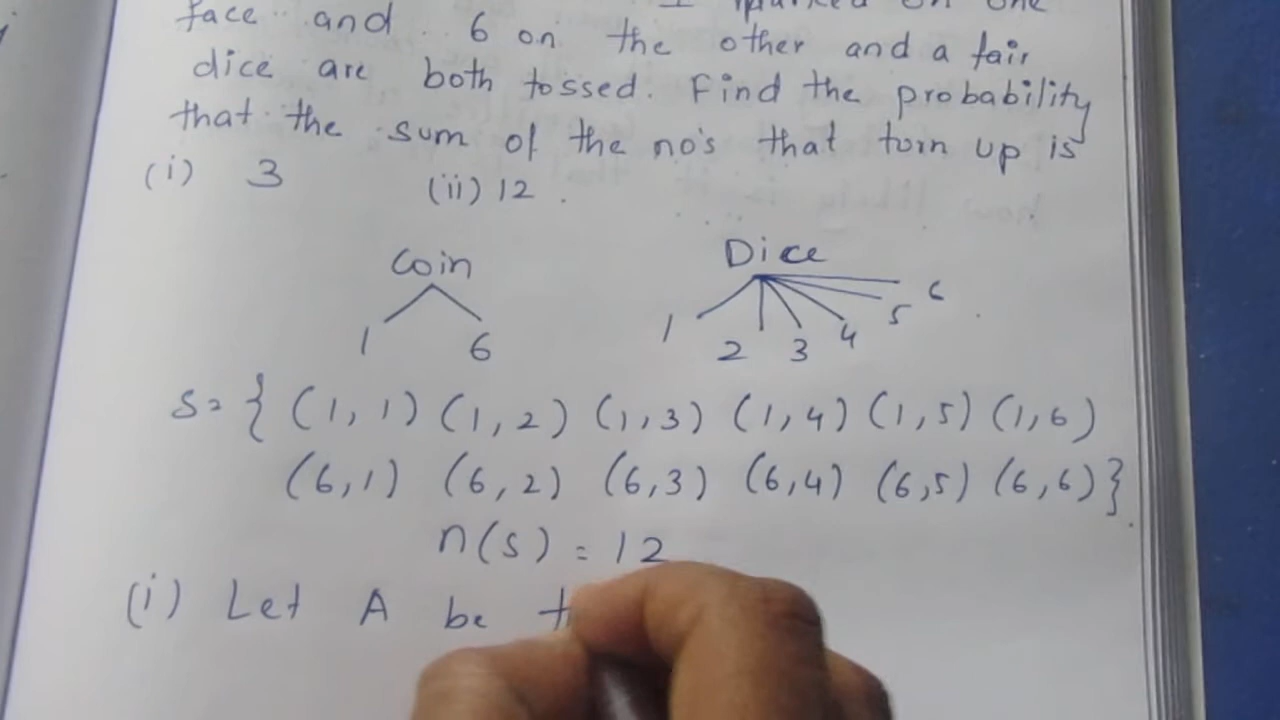 face and 6 on the other and a fair
dice are both tossed. Find the probability
that the sum of the no's that turn up is
(i) 3 (ii) 12.
Coin Dice
1 6 1 2 3 4 5 6
S = { (1, 1) (1, 2) (1, 3) (1, 4) (1, 5) (1, 6)
(6, 1) (6, 2) (6, 3) (6, 4) (6, 5) (6, 6) }
n(s) = 12
(i) Let A be t